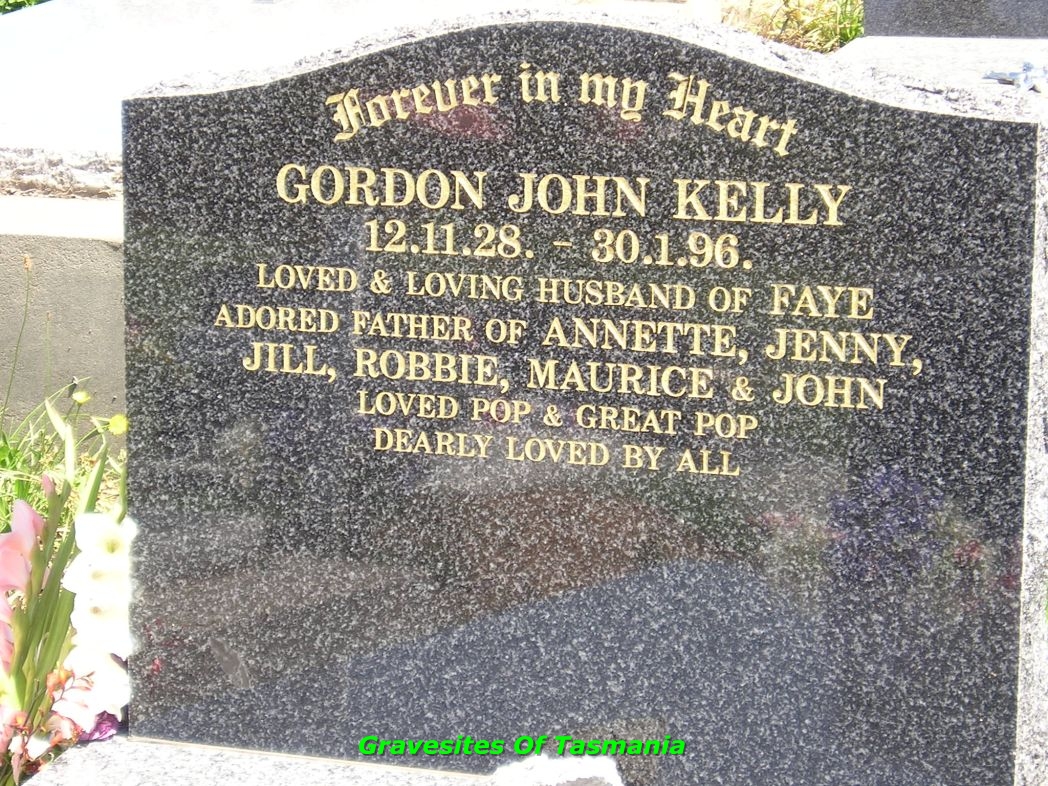 Forever in my Heart
GORDON JOHN KELLY
12.11.28. - 30.1.96.
LOVED & LOVING HUSBAND OF FAYE
ADORED FATHER OF ANNETTE, JENNY,
JILL, ROBBIE, MAURICE & JOHN
LOVED POP & GREAT POP
DEARLY LOVED BY ALL
Gravesites Of Tasmania